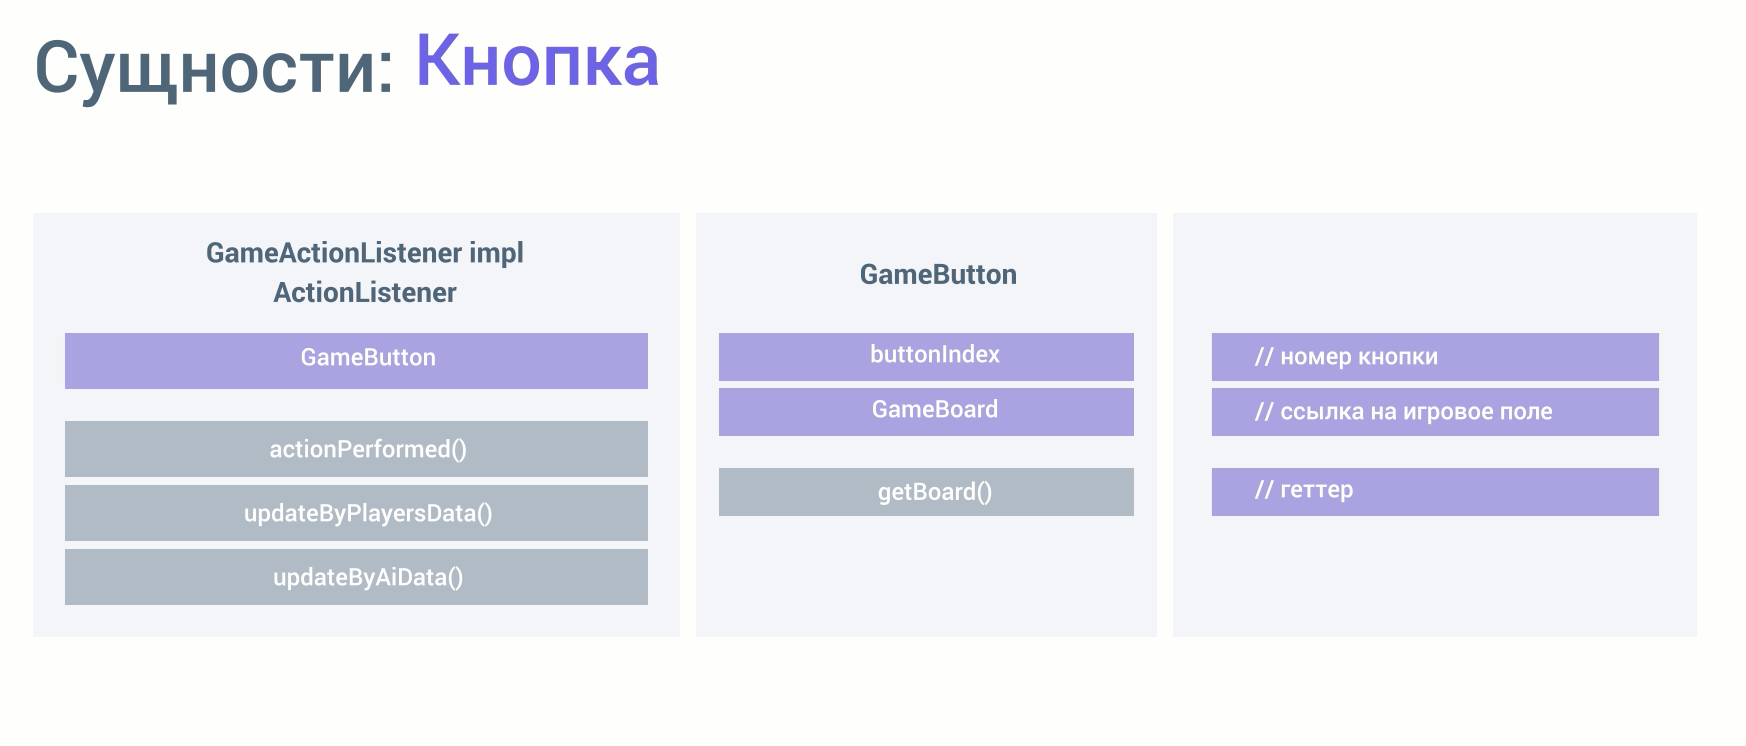 Сущности: Кнопка
GameActionListener impl
ActionListener
GameButton
actionPerformed()
updateByPlayersData()
updateByAiData()
GameButton
buttonIndex
GameBoard
getBoard()
// номер кнопки
// ссылка на игровое поле
// геттер